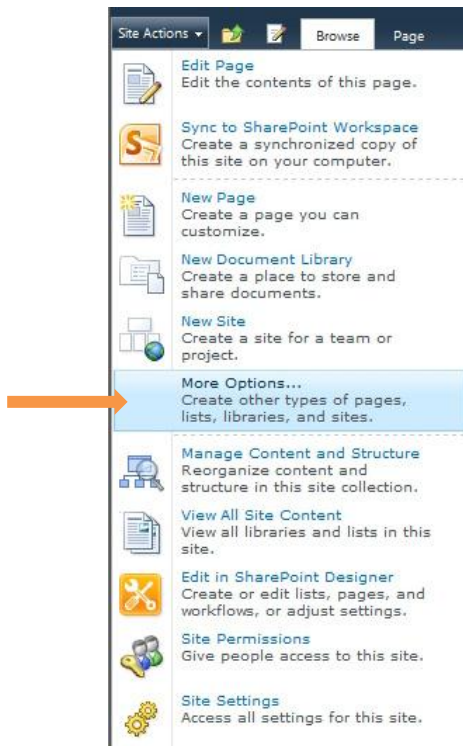 Site Actions Browse Page
Edit Page
Edit the contents of this page.
Sync to SharePoint Workspace
Create a synchronized copy of
this site on your computer.
New Page
Create a page you can
customize.
New Document Library
Create a place to store and
share documents.
New Site
Create a site for a team or
project.
More Options...
Create other types of pages,
lists, libraries, and sites.
Manage Content and Structure
Reorganize content and
structure in this site collection.
View All Site Content
View all libraries and lists in this
site.
Edit in SharePoint Designer
Create or edit lists, pages, and
workflows, or adjust settings.
Site Permissions
Give people access to this site.
Site Settings
Access all settings for this site.